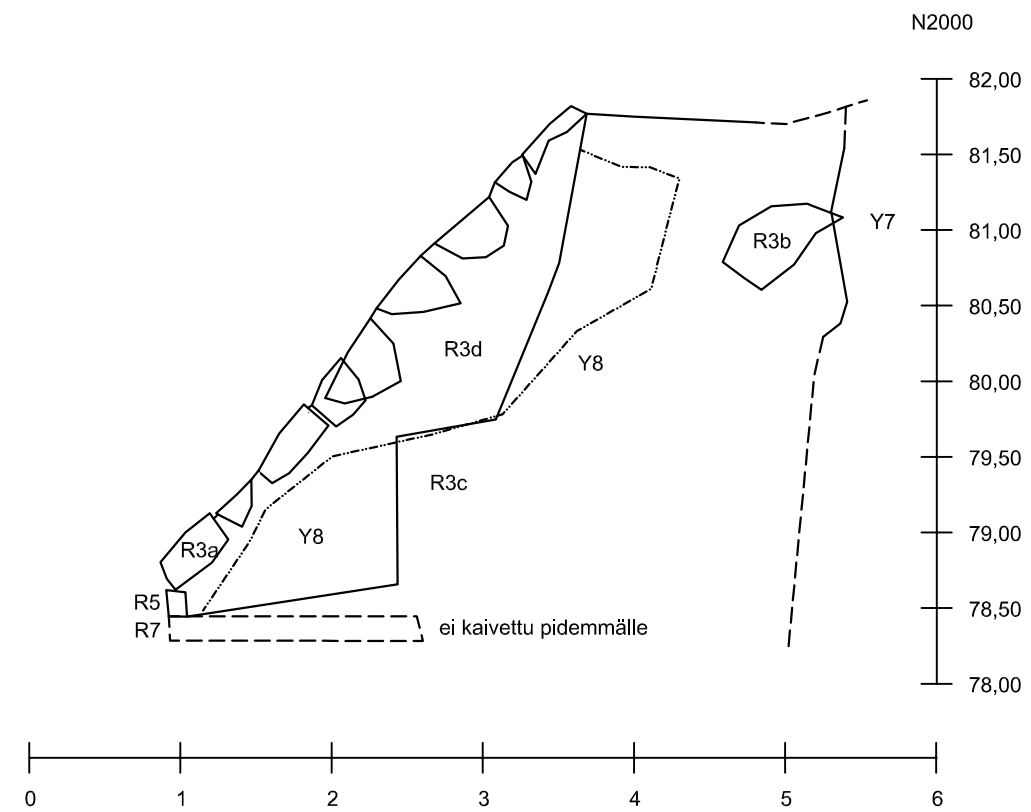 N2000
82,00
81,50
81,00
80,50
80,00
79,50
79,00
78,50
78,00
Y7
R3b
R3d
Y8
R3c
Y8
R3a
R5
R7
ei kaivettu pidemmälle
0 1 2 3 4 5 6